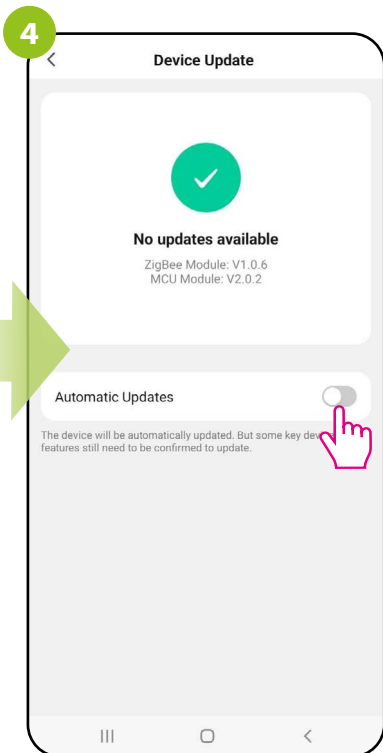 4
Device Update
No updates available
ZigBee Module: V1.0.6
MCU Module: V2.0.2
Automatic Updates
The device will be automatically updated. But some key
features still need to be confirmed to update.